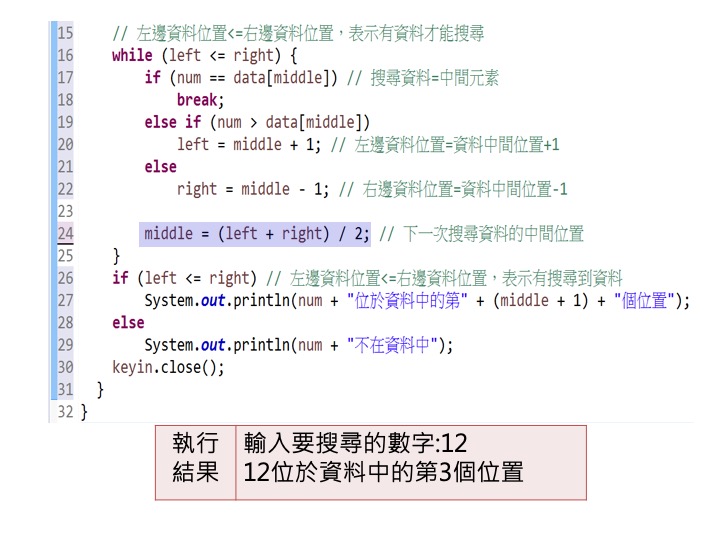 15 // 左邊資料位置<=右邊資料位置，表示有資料才能搜尋
16 while (left <= right) {
17 if (num == data[middle]) // 搜尋資料=中間元素
18 break;
19 else if (num > data[middle])
20 left = middle + 1; // 左邊資料位置=資料中間位置+1
21 else
22 right = middle - 1; // 右邊資料位置=資料中間位置-1
23
24 middle = (left + right) / 2; // 下一次搜尋資料的中間位置
25 }
26 if (left <= right) // 左邊資料位置<=右邊資料位置，表示有搜尋到資料
27 System.out.println(num + "位於資料中的第" + (middle + 1) + "個位置");
28 else
29 System.out.println(num + "不在資料中");
30 keyin.close();
31 }
32 }
執行
結果
輸入要搜尋的數字:12
12位於資料中的第3個位置